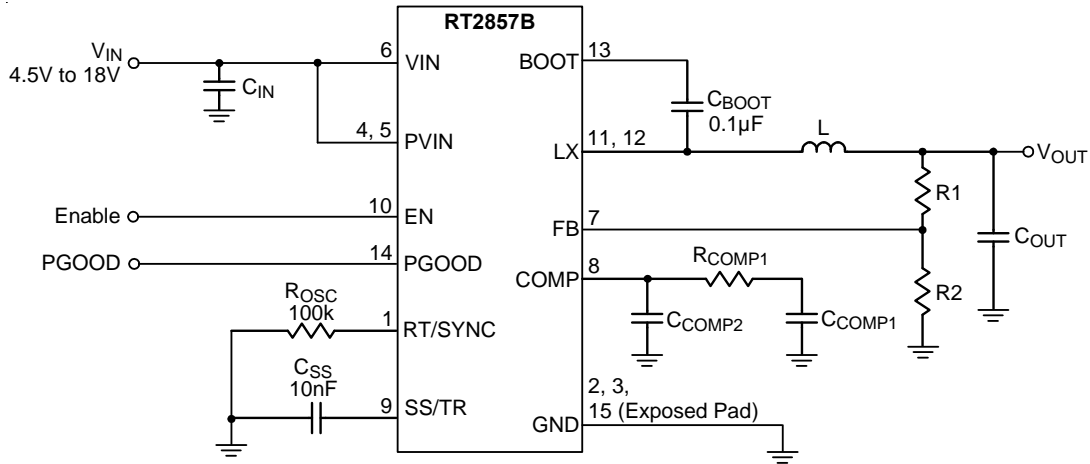 RT2857B
VIN
4.5V to 18V
CIN
6
VIN
4, 5
PVIN
Enable
10
EN
PGOOD
14
PGOOD
ROSC
100k
1
RT/SYNC
CSS
10nF
9
SS/TR
BOOT
13
CBOOT
0.1µF
LX
11, 12
L
VOUT
R1
FB
7
COUT
COMP
8
RCOMP1
R2
CCOMP2
CCOMP1
2, 3,
GND
15 (Exposed Pad)